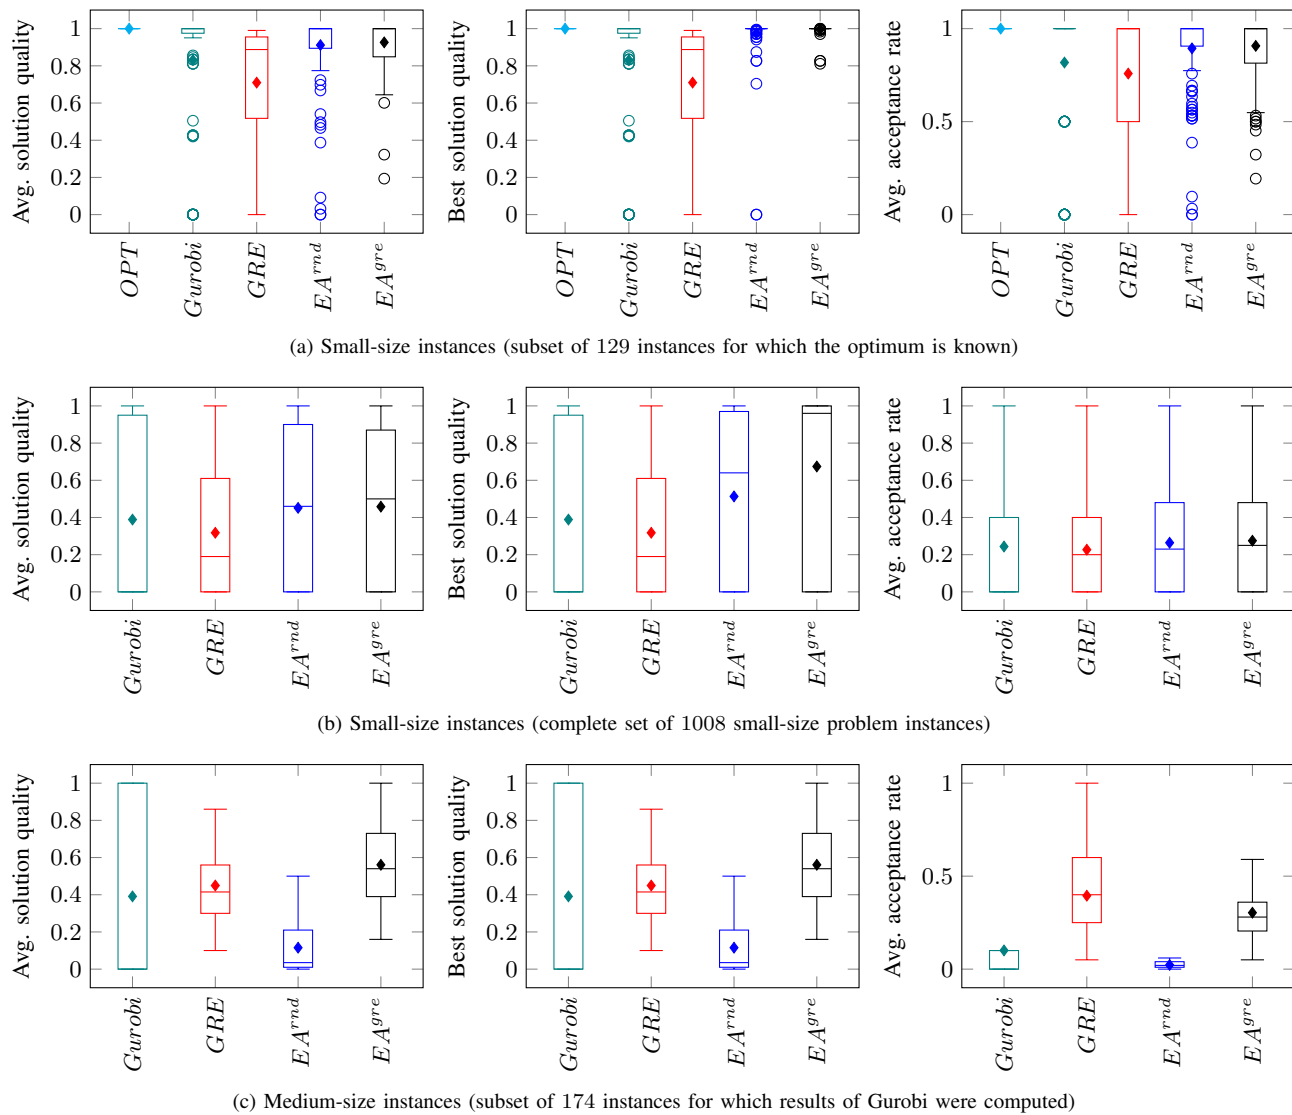 Avg. solution quality
1
0.8
0.6
0.4
0.2
0
OPT
Gurobi
GRE
EA^{rnd}
EA^{gre}
Best solution quality
1
0.8
0.6
0.4
0.2
0
OPT
Gurobi
GRE
EA^{rnd}
EA^{gre}
Avg. acceptance rate
1
0.5
0
OPT
Gurobi
GRE
EA^{rnd}
EA^{gre}
(a) Small-size instances (subset of 129 instances for which the optimum is known)
Avg. solution quality
1
0.8
0.6
0.4
0.2
0
Gurobi
GRE
EA^{rnd}
EA^{gre}
Best solution quality
1
0.8
0.6
0.4
0.2
0
Gurobi
GRE
EA^{rnd}
EA^{gre}
Avg. acceptance rate
1
0.8
0.6
0.4
0.2
0
Gurobi
GRE
EA^{rnd}
EA^{gre}
(b) Small-size instances (complete set of 1008 small-size problem instances)
Avg. solution quality
1
0.8
0.6
0.4
0.2
0
Gurobi
GRE
EA^{rnd}
EA^{gre}
Best solution quality
1
0.8
0.6
0.4
0.2
0
Gurobi
GRE
EA^{rnd}
EA^{gre}
Avg. acceptance rate
1
0.5
0
Gurobi
GRE
EA^{rnd}
EA^{gre}
(c) Medium-size instances (subset of 174 instances for which results of Gurobi were computed)